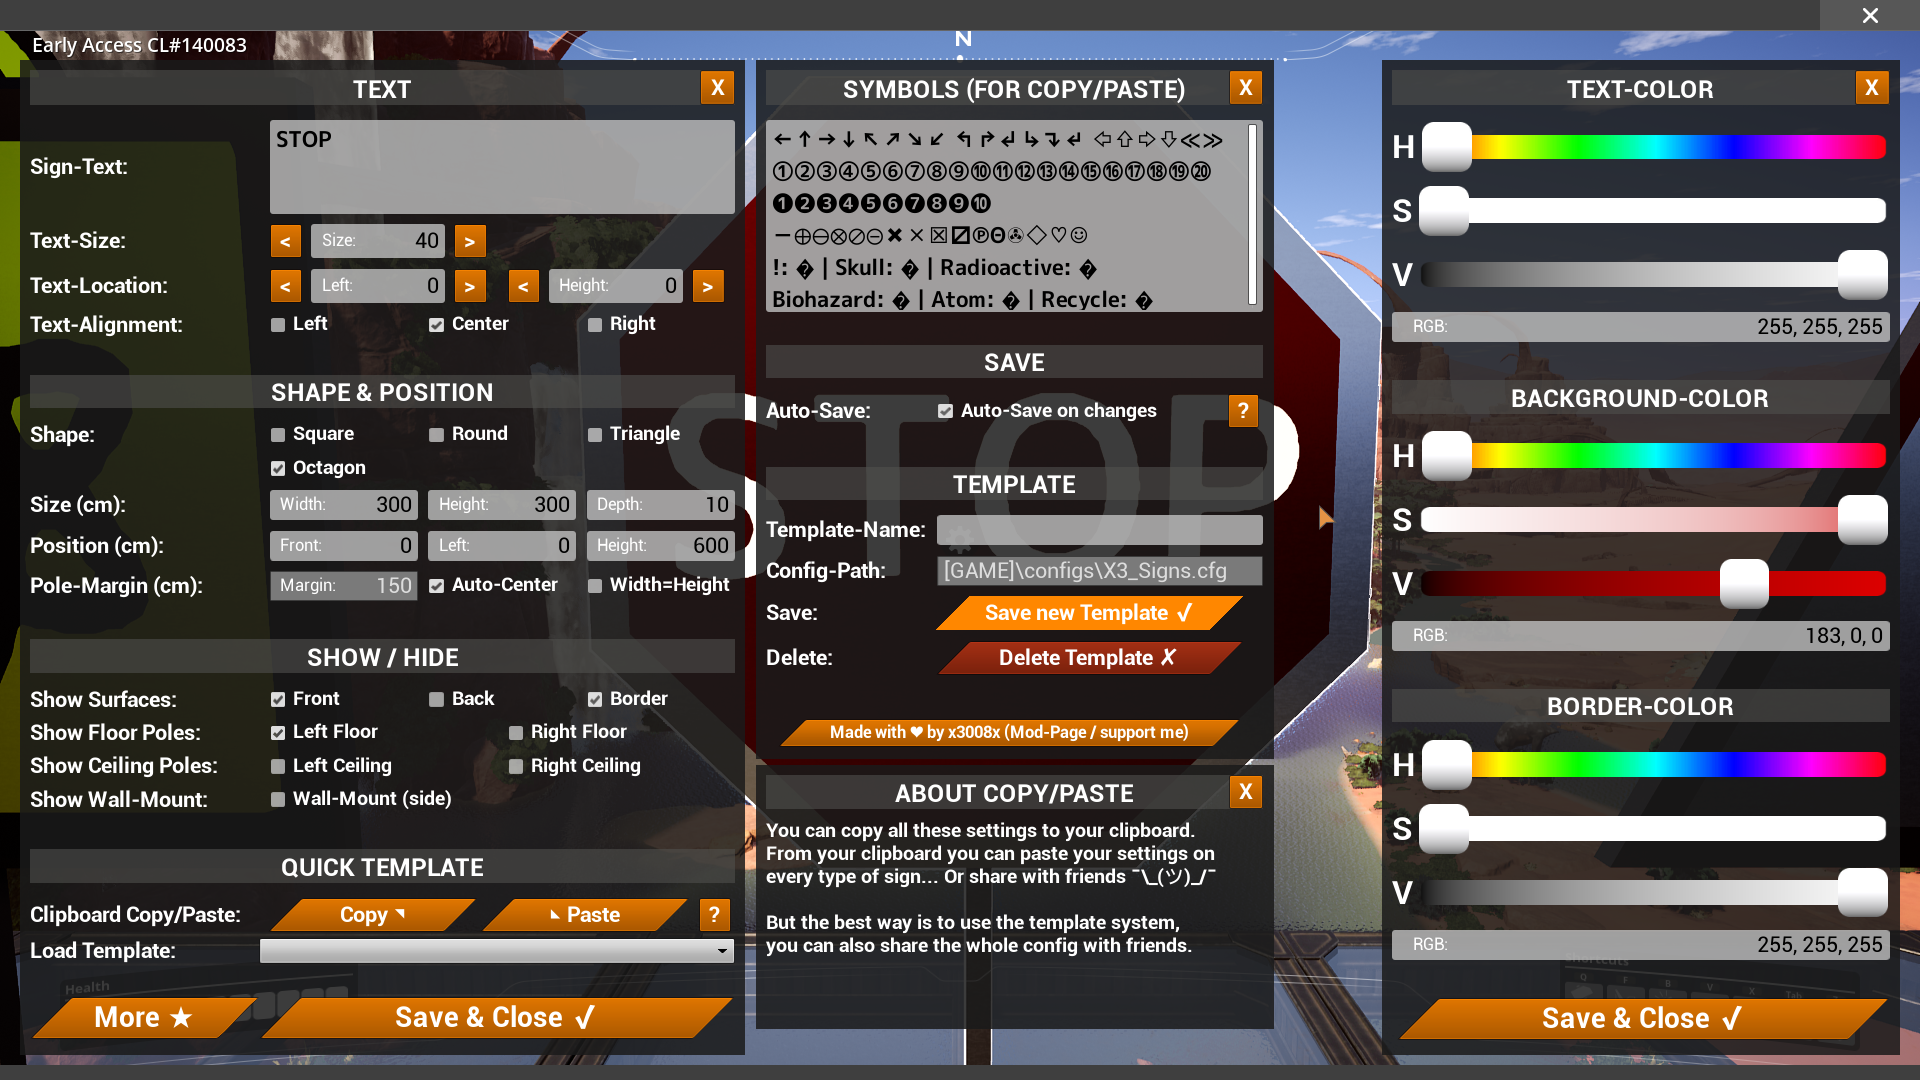 Early Access CL#140083
N
TEXT
X
Sign-Text:
STOP
Text-Size:
<
Size: 40
>
Text-Location:
<
Left: 0
>
<
Height: 0
>
Text-Alignment:
Left
Center
Right
SHAPE & POSITION
Shape:
Square
Round
Triangle
Octagon
Size (cm):
Width: 300
Height: 300
Depth: 10
Position (cm):
Front: 0
Left: 0
Height: 600
Pole-Margin (cm):
Margin: 150
Auto-Center
Width=Height
SHOW / HIDE
Show Surfaces:
Front
Back
Border
Show Floor Poles:
Left Floor
Right Floor
Show Ceiling Poles:
Left Ceiling
Right Ceiling
Show Wall-Mount:
Wall-Mount (side)
QUICK TEMPLATE
Clipboard Copy/Paste:
Copy ◥
◣ Paste
?
Load Template:
Health
More ★
Save & Close ✓
SYMBOLS (FOR COPY/PASTE)
X
←↑→↓↖↗↘↙ ↰↱↲↳↴↵ ⇦⇧⇨⇩≪≫
①②③④⑤⑥⑦⑧⑨⑩⑪⑫⑬⑭⑮⑯⑰⑱⑲⑳
❶❷❸❹❺❻❼❽❾❿
!: � | Skull: � | Radioactive: �
Biohazard: � | Atom: � | Recycle: �
SAVE
Auto-Save:
Auto-Save on changes
?
STOP
TEMPLATE
Template-Name:
Config-Path:
[GAME]\configs\X3_Signs.cfg
Save:
Save new Template ✓
Delete:
Delete Template ✗
Made with ♥ by x3008x (Mod-Page / support me)
ABOUT COPY/PASTE
X
You can copy all these settings to your clipboard.
From your clipboard you can paste your settings on
every type of sign... Or share with friends ¯\_(ツ)_/¯
But the best way is to use the template system,
you can also share the whole config with friends.
TEXT-COLOR
X
H
S
V
RGB: 255, 255, 255
BACKGROUND-COLOR
H
S
V
RGB: 183, 0, 0
BORDER-COLOR
H
S
V
RGB: 255, 255, 255
Shortcuts
Save & Close ✓